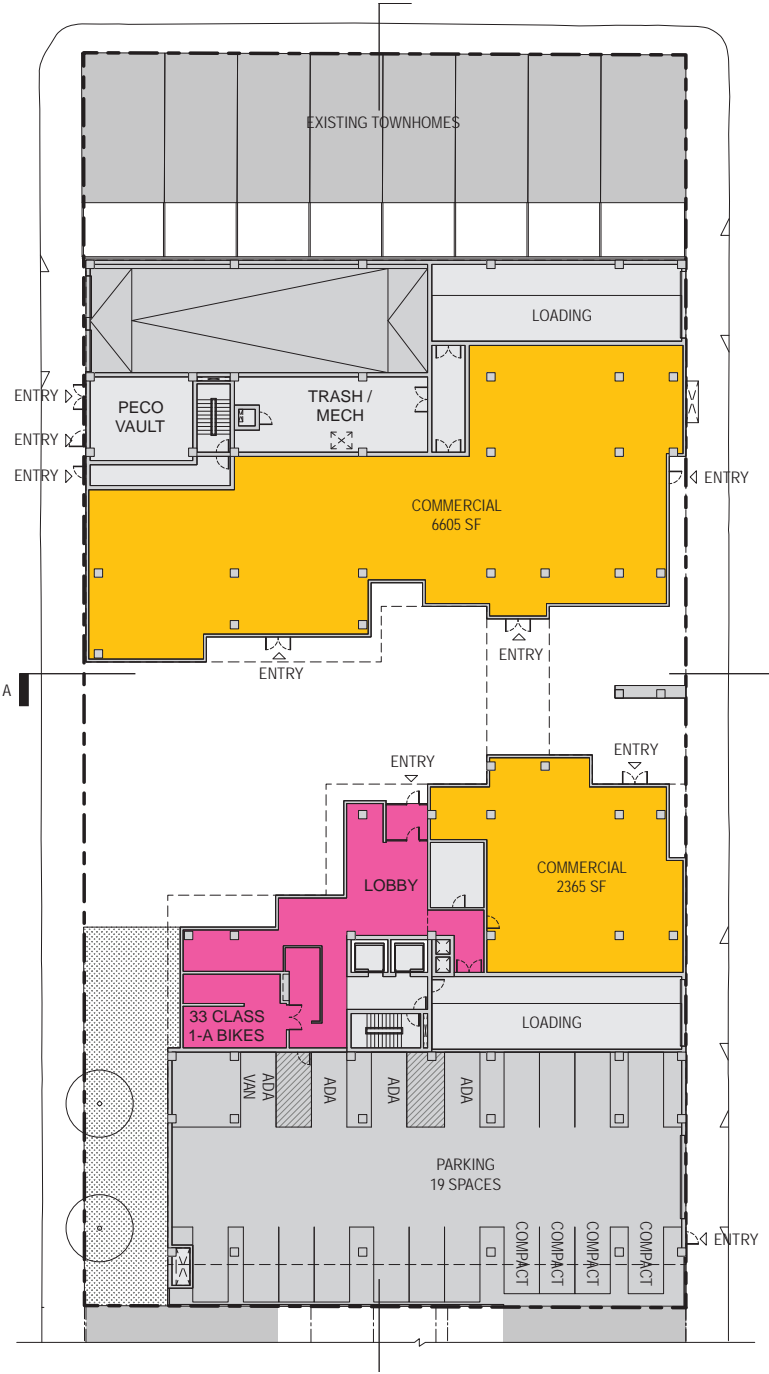 EXISTING TOWNHOMES
LOADING
ENTRY
PECO
VAULT
TRASH /
MECH
ENTRY
ENTRY
ENTRY
COMMERCIAL
6605 SF
ENTRY
ENTRY
A
ENTRY
ENTRY
LOBBY
COMMERCIAL
2365 SF
33 CLASS
1-A BIKES
LOADING
ADA
VAN
ADA
ADA
ADA
PARKING
19 SPACES
COMPACT
COMPACT
COMPACT
COMPACT
ENTRY